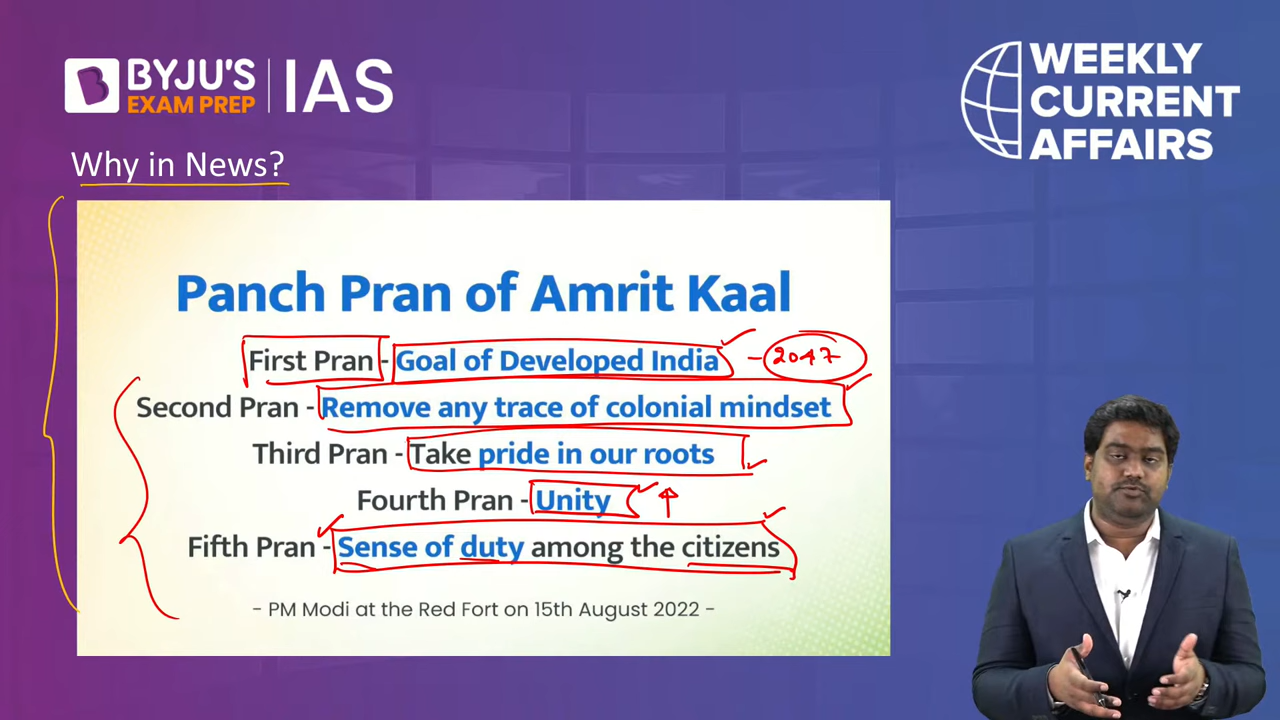 BYJU'S
EXAM PREP
IAS
WEEKLY
CURRENT
AFFAIRS
Why in News?
Panch Pran of Amrit Kaal
First Pran - Goal of Developed India - 2047
Second Pran - Remove any trace of colonial mindset
Third Pran - Take pride in our roots
Fourth Pran - Unity
Fifth Pran - Sense of duty among the citizens
- PM Modi at the Red Fort on 15th August 2022 -